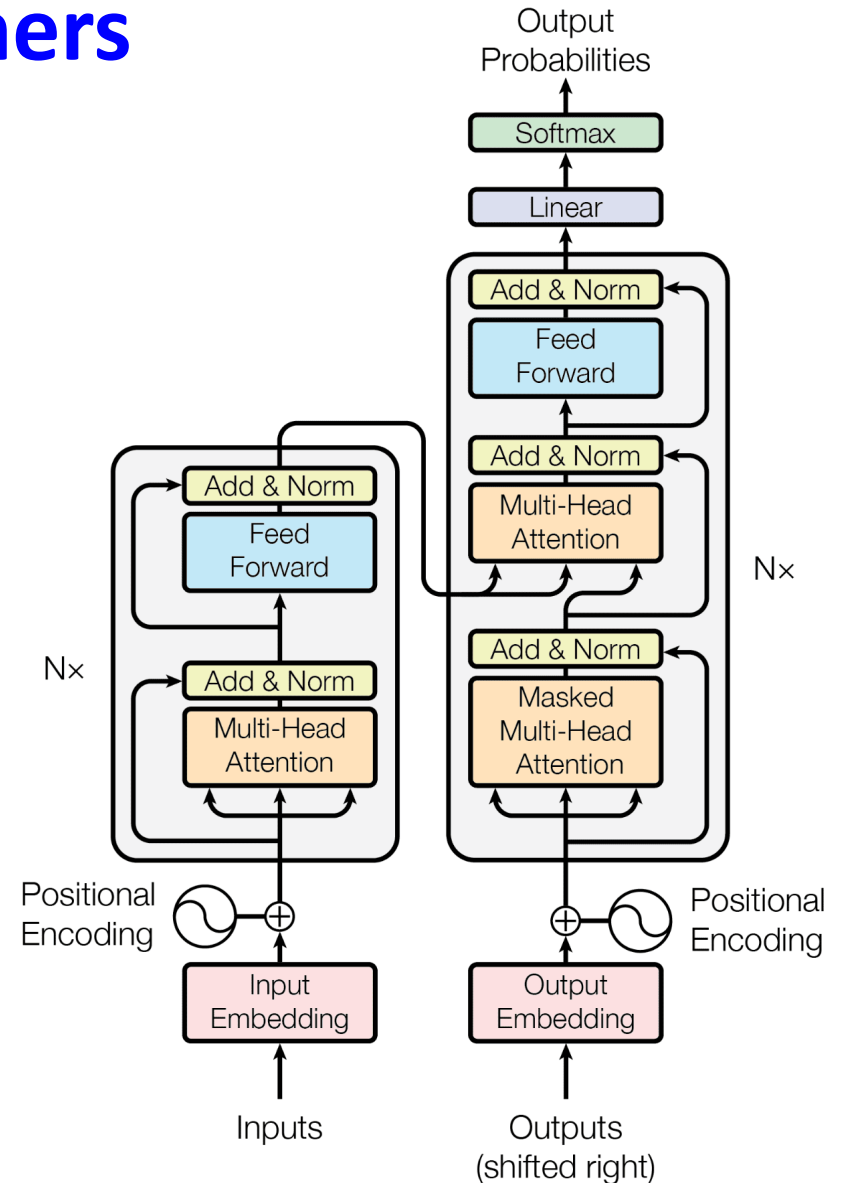 ners
Output
Probabilities
Softmax
Linear
Add & Norm
Feed
Forward
Add & Norm
Multi-Head
Attention
Add & Norm
Masked
Multi-Head
Attention
N×
Add & Norm
Feed
Forward
Add & Norm
Multi-Head
Attention
N×
Positional
Encoding
Positional
Encoding
Input
Embedding
Output
Embedding
Inputs
Outputs
(shifted right)